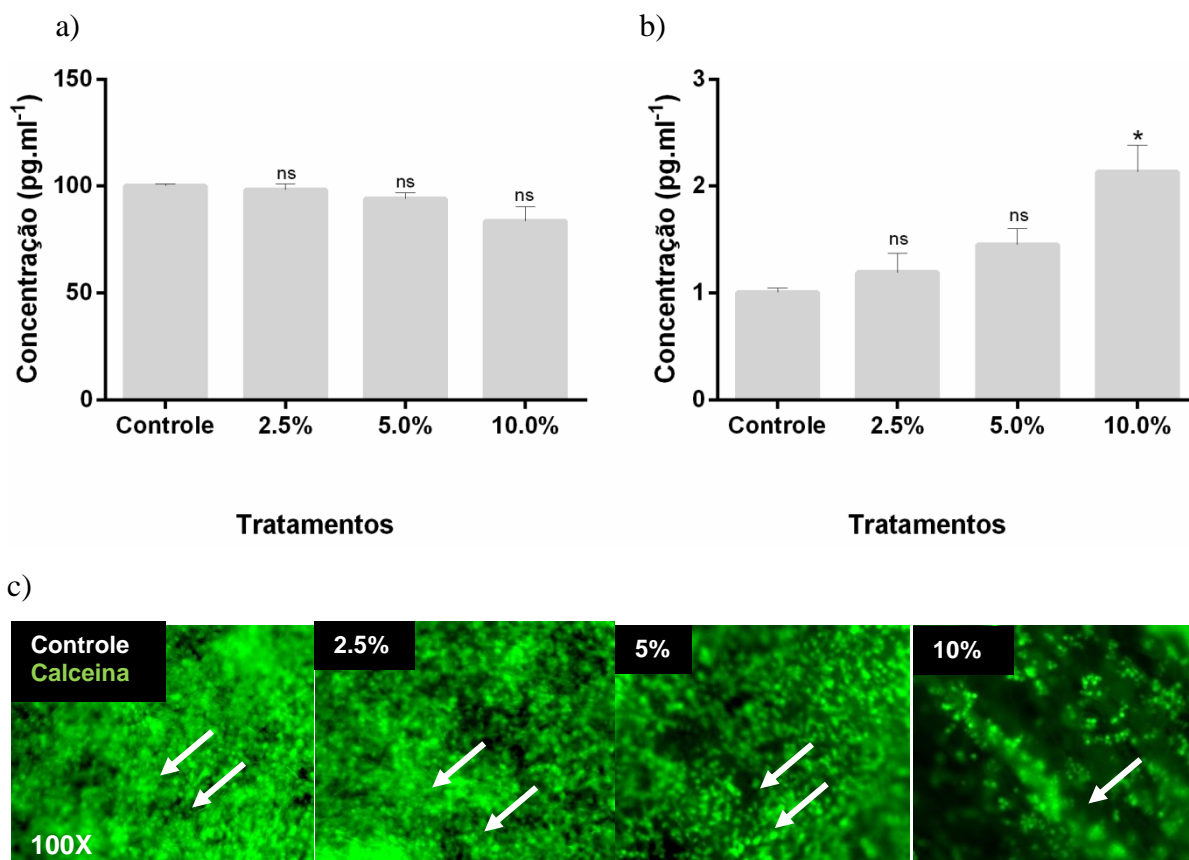 a)
150
100
50
0
Concentração (pg.ml-1)
ns
ns
ns
Controle 2.5% 5.0% 10.0%
Tratamentos
b)
3
2
1
0
Concentração (pg.ml-1)
ns
ns
*
Controle 2.5% 5.0% 10.0%
Tratamentos
c)
Controle
Calceina
100X
2.5%
5%
10%